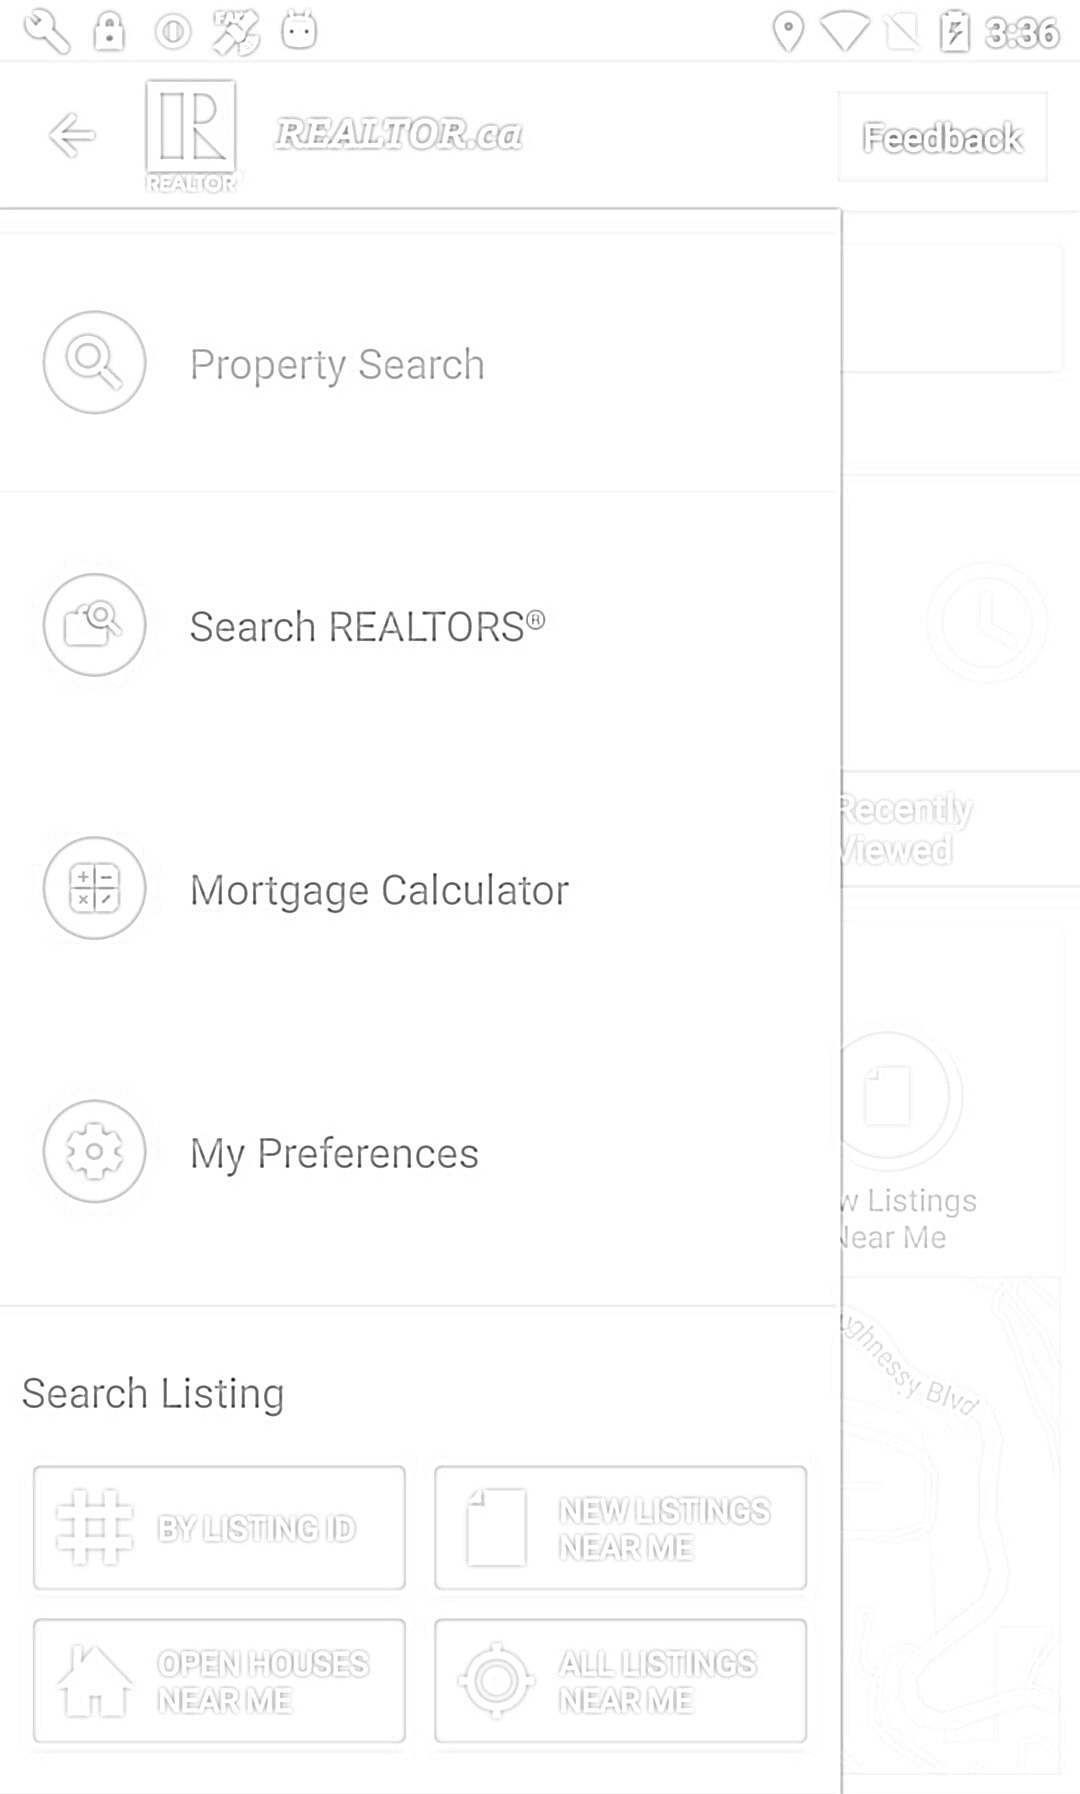 3:36
REALTOR
REALTOR.ca
Feedback
Property Search
Search REALTORS®
Recently
Viewed
Mortgage Calculator
My Preferences
w Listings
Near Me
ughnessy Blvd
Search Listing
BY LISTING ID
NEW LISTINGS
NEAR ME
OPEN HOUSES
NEAR ME
ALL LISTINGS
NEAR ME